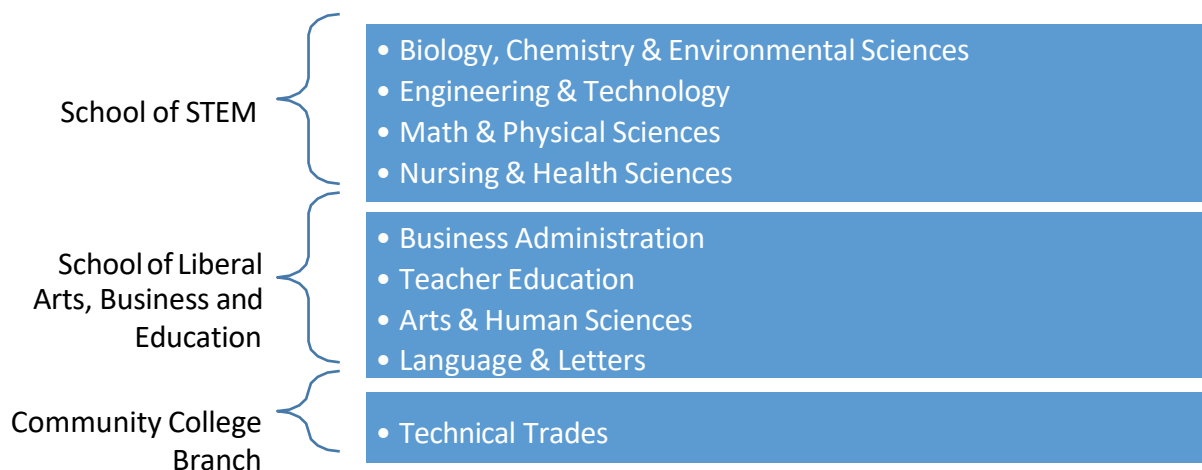 School of STEM
• Biology, Chemistry & Environmental Sciences
• Engineering & Technology
• Math & Physical Sciences
• Nursing & Health Sciences
School of Liberal
Arts, Business and
Education
• Business Administration
• Teacher Education
• Arts & Human Sciences
• Language & Letters
Community College
Branch
• Technical Trades